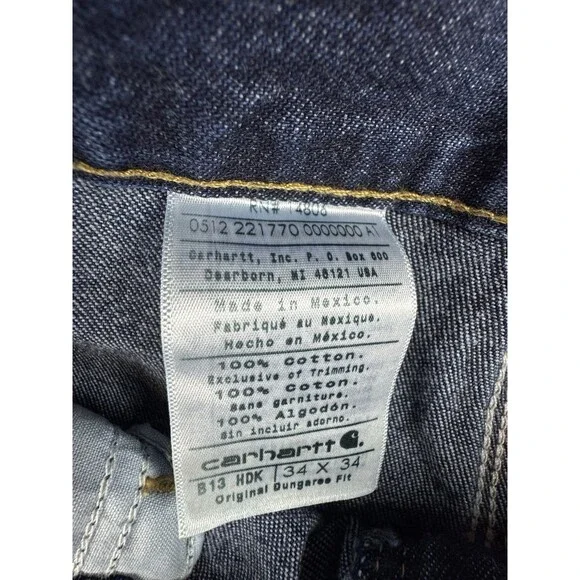 RN# 14806
0512 221770 0000000 A1
Carhartt, Inc. P. O. Box 600
Dearborn, MI 48121 USA
Made in Mexico.
Fabriqué au Mexique.
Hecho en México.
100% Cotton.
Exclusive of Trimming.
100% Coton.
Sans garniture.
100% Algodón.
Sin incluir adorno.
carhartt
B13 HDK 34 X 34
Original Dungaree Fit